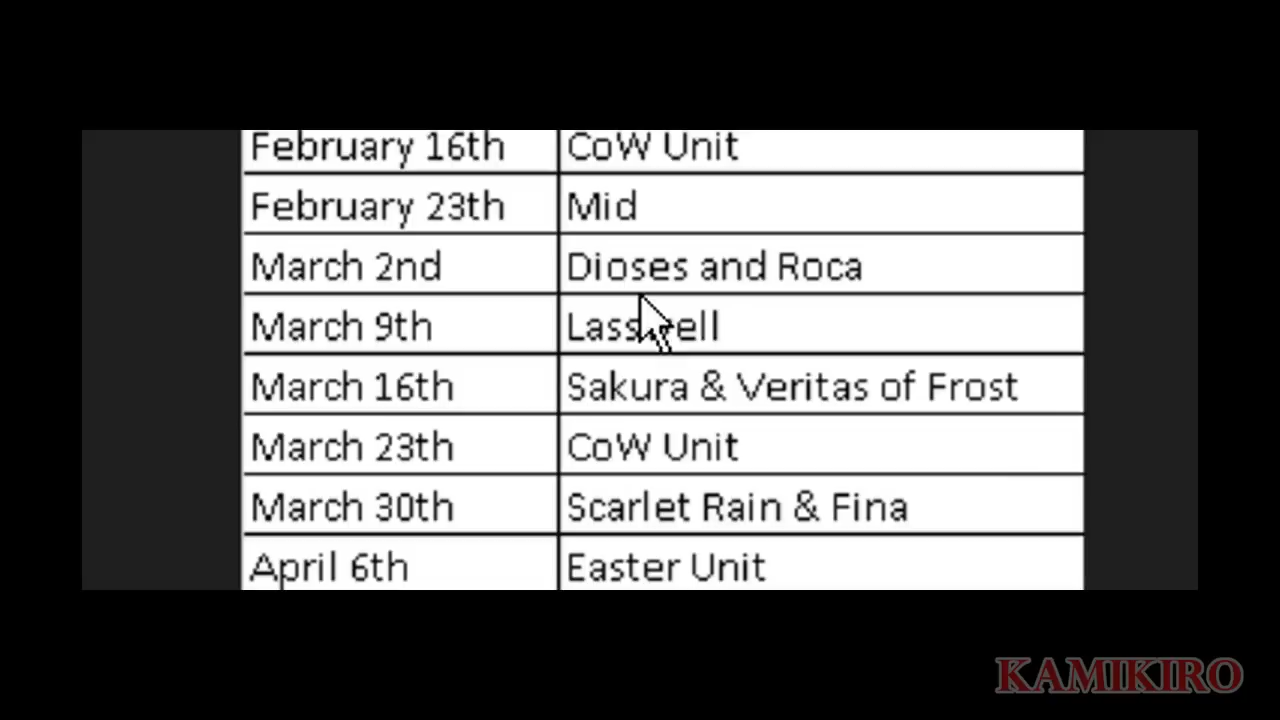 February 16th CoW Unit
February 23th Mid
March 2nd Dioses and Roca
March 9th
March 16th Sakura & Veritas of Frost
March 23th CoW Unit
March 30th Scarlet Rain & Fina
April 6th Easter Unit
KAMIKIRO